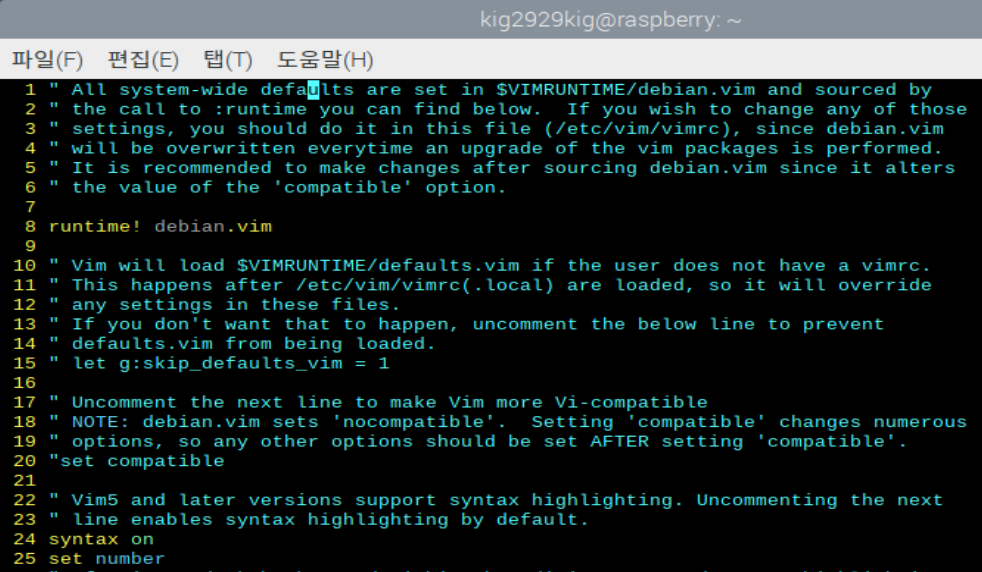 kig2929kig@raspberry: ~
파일(F) 편집(E) 탭(T) 도움말(H)
1 " All system-wide defaults are set in $VIMRUNTIME/debian.vim and sourced by
2 " the call to :runtime you can find below.  If you wish to change any of those
3 " settings, you should do it in this file (/etc/vim/vimrc), since debian.vim
4 " will be overwritten everytime an upgrade of the vim packages is performed.
5 " It is recommended to make changes after sourcing debian.vim since it alters
6 " the value of the 'compatible' option.
7
8 runtime! debian.vim
9
10 " Vim will load $VIMRUNTIME/defaults.vim if the user does not have a vimrc.
11 " This happens after /etc/vim/vimrc(.local) are loaded, so it will override
12 " any settings in these files.
13 " If you don't want that to happen, uncomment the below line to prevent
14 " defaults.vim from being loaded.
15 " let g:skip_defaults_vim = 1
16
17 " Uncomment the next line to make Vim more Vi-compatible
18 " NOTE: debian.vim sets 'nocompatible'.  Setting 'compatible' changes numerous
19 " options, so any other options should be set AFTER setting 'compatible'.
20 "set compatible
21
22 " Vim5 and later versions support syntax highlighting. Uncommenting the next
23 " line enables syntax highlighting by default.
24 syntax on
25 set number